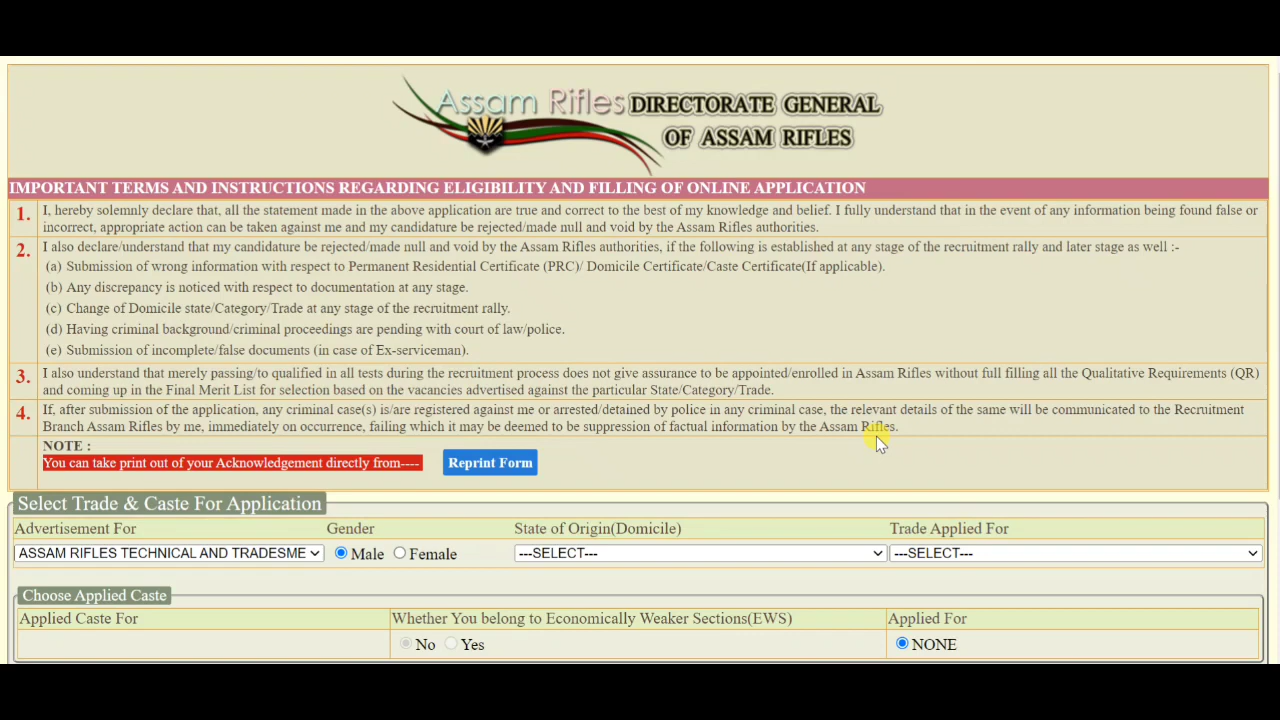 Assam Rifles DIRECTORATE GENERAL
OF ASSAM RIFLES
IMPORTANT TERMS AND INSTRUCTIONS REGARDING ELIGIBILITY AND FILLING OF ONLINE APPLICATION
1. I, hereby solemnly declare that, all the statement made in the above application are true and correct to the best of my knowledge and belief. I fully understand that in the event of any information being found false or
incorrect, appropriate action can be taken against me and my candidature be rejected/made null and void by the Assam Rifles authorities.
2. I also declare/understand that my candidature be rejected/made null and void by the Assam Rifles authorities, if the following is established at any stage of the recruitment rally and later stage as well :-
(a) Submission of wrong information with respect to Permanent Residential Certificate (PRC)/ Domicile Certificate/Caste Certificate(If applicable).
(b) Any discrepancy is noticed with respect to documentation at any stage.
(c) Change of Domicile state/Category/Trade at any stage of the recruitment rally.
(d) Having criminal background/criminal proceedings are pending with court of law/police.
(e) Submission of incomplete/false documents (in case of Ex-serviceman).
3. I also understand that merely passing/to qualified in all tests during the recruitment process does not give assurance to be appointed/enrolled in Assam Rifles without full filling all the Qualitative Requirements (QR)
and coming up in the Final Merit List for selection based on the vacancies advertised against the particular State/Category/Trade.
4. If, after submission of the application, any criminal case(s) is/are registered against me or arrested/detained by police in any criminal case, the relevant details of the same will be communicated to the Recruitment
Branch Assam Rifles by me, immediately on occurrence, failing which it may be deemed to be suppression of factual information by the Assam Rifles.
NOTE :
You can take print out of your Acknowledgement directly from---- Reprint Form
Select Trade & Caste For Application
Advertisement For Gender State of Origin(Domicile) Trade Applied For
ASSAM RIFLES TECHNICAL AND TRADESME Male Female ---SELECT--- ---SELECT---
Choose Applied Caste
Applied Caste For Whether You belong to Economically Weaker Sections(EWS) Applied For
No Yes NONE